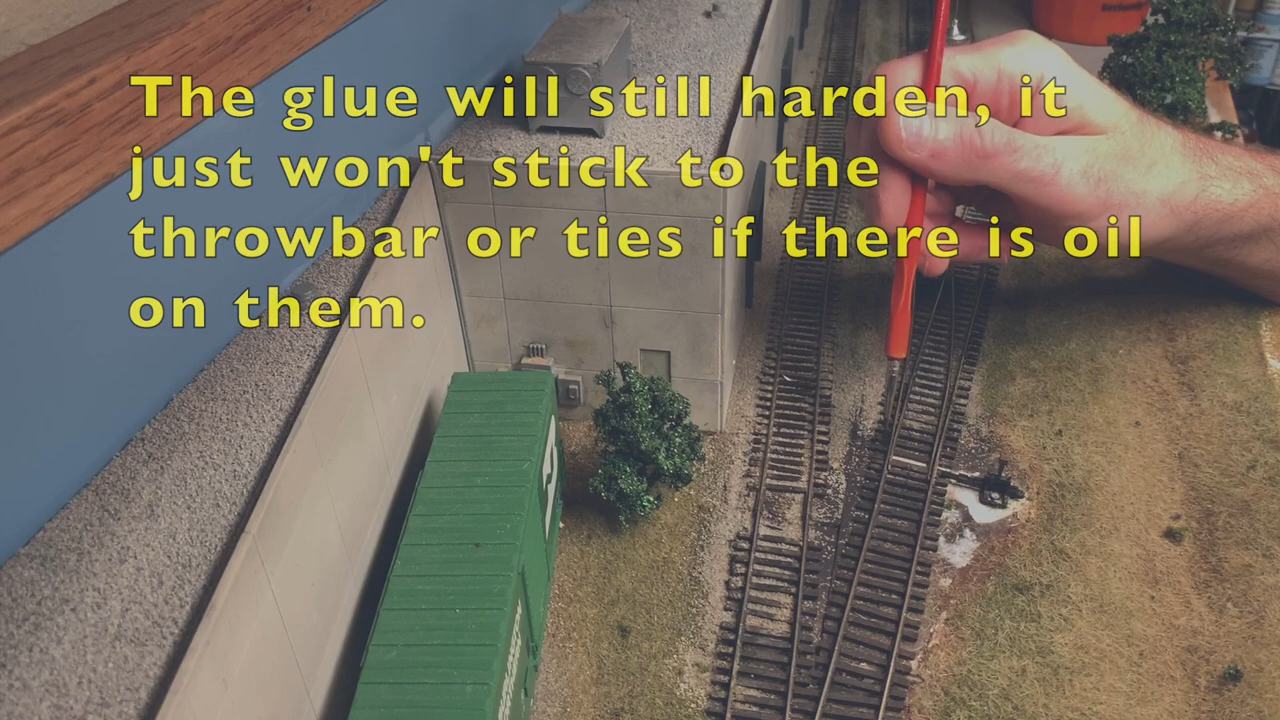 The glue will still harden, it
just won't stick to the
throwbar or ties if there is oil
on them.